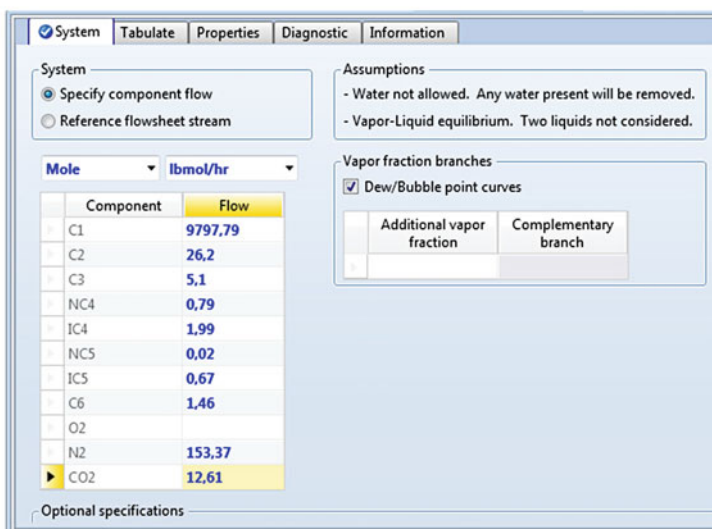 System Tabulate Properties Diagnostic Information
System
Specify component flow
Reference flowsheet stream
Assumptions
- Water not allowed. Any water present will be removed.
- Vapor-Liquid equilibrium. Two liquids not considered.
Mole lbmol/hr
Component Flow
C1 9797,79
C2 26,2
C3 5,1
NC4 0,79
IC4 1,99
NC5 0,02
IC5 0,67
C6 1,46
O2
N2 153,37
CO2 12,61
Vapor fraction branches
Dew/Bubble point curves
Additional vapor fraction
Complementary branch
Optional specifications